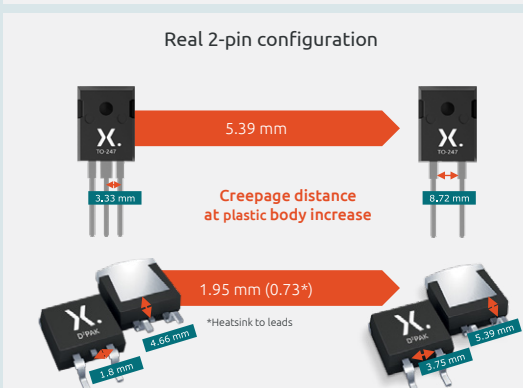 Real 2-pin configuration
X.
TO-247
3.33 mm
5.39 mm
X.
TO-247
8.72 mm
Creepage distance
at plastic body increase
X.
D²PAK
1.8 mm
4.66 mm
1.95 mm (0.73*)
*Heatsink to leads
X.
D²PAK
3.75 mm
5.39 mm